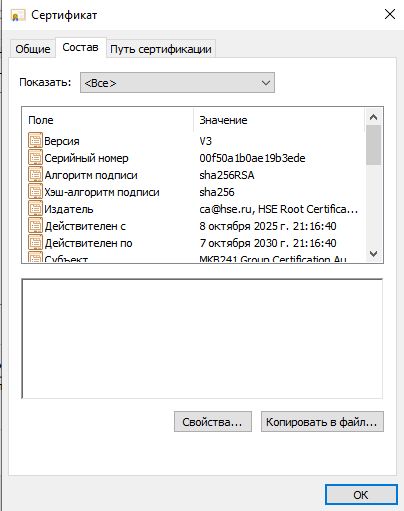 Сертификат
Общие Состав Путь сертификации
Показать: <Все>
Поле Значение
Версия V3
Серийный номер 00f50a1b0ae19b3ede
Алгоритм подписи sha256RSA
Хэш-алгоритм подписи sha256
Издатель ca@hse.ru, HSE Root Certifica...
Действителен с 8 октября 2025 г. 21:16:40
Действителен по 7 октября 2030 г. 21:16:40
Субъект MKB241 Group Certification Au
Свойства... Копировать в файл...
OK